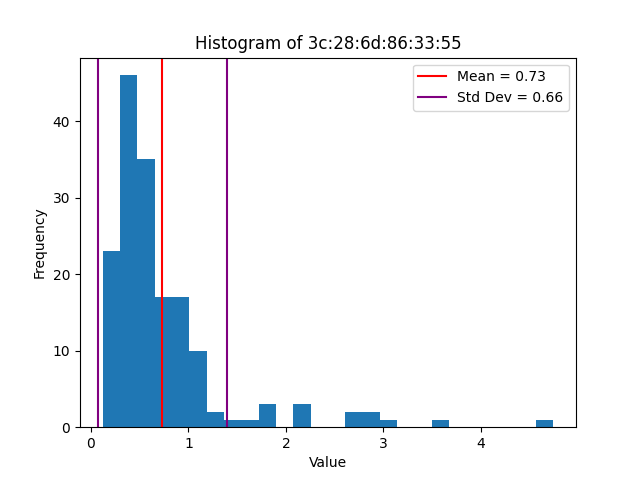 Histogram of 3c:28:6d:86:33:55
Mean = 0.73
Std Dev = 0.66
Frequency
40
30
20
10
0
0 1 2 3 4
Value